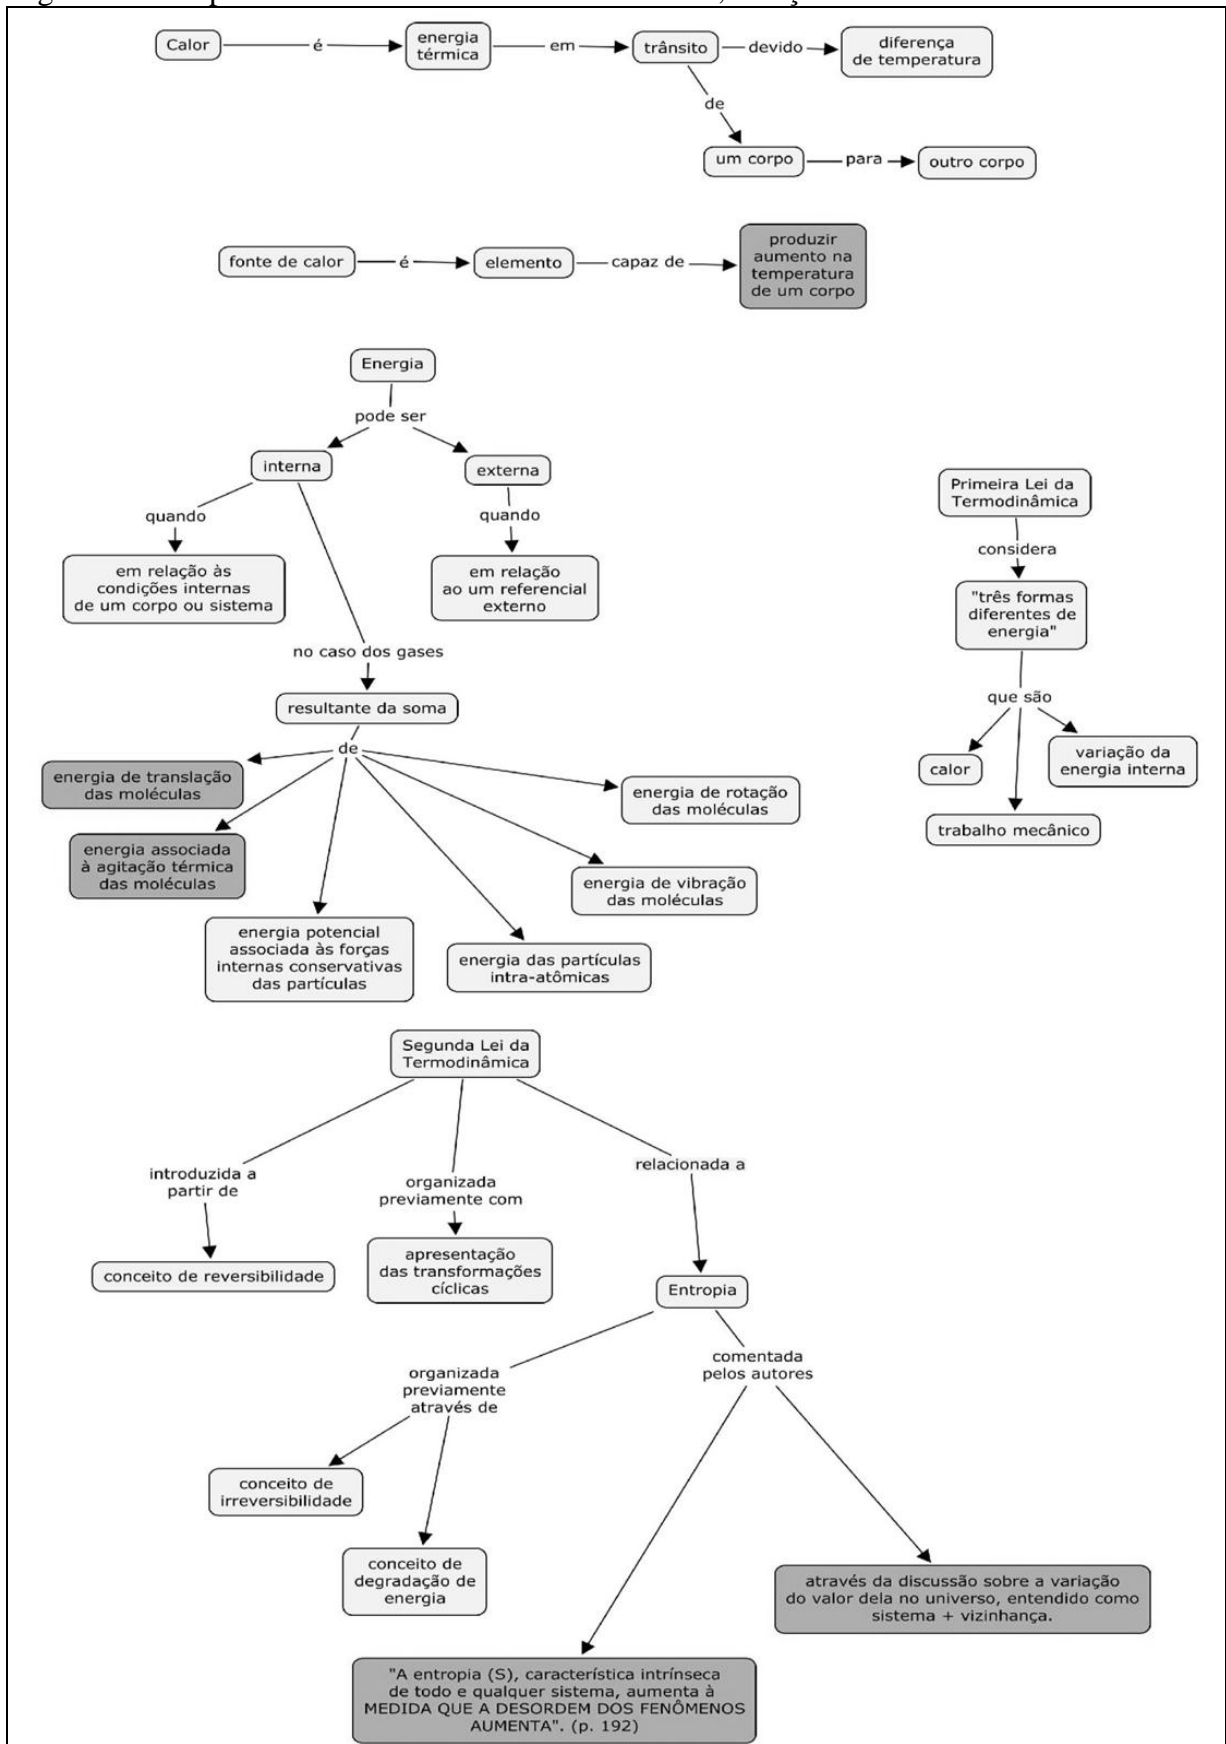 Calor
é
energia
térmica
em
trânsito
devido
diferença
de temperatura
de
um corpo
para
outro corpo
fonte de calor
é
elemento
capaz de
produzir
aumento na
temperatura
de um corpo
Energia
pode ser
interna
externa
quando
em relação às
condições internas
de um corpo ou sistema
quando
em relação
ao um referencial
externo
no caso dos gases
resultante da soma
de
energia de translação
das moléculas
energia associada
à agitação térmica
das moléculas
energia potencial
associada às forças
internas conservativas
das partículas
energia das partículas
intra-atômicas
energia de vibração
das moléculas
energia de rotação
das moléculas
Primeira Lei da
Termodinâmica
considera
"três formas
diferentes de
energia"
que são
calor
trabalho mecânico
variação da
energia interna
Segunda Lei da
Termodinâmica
introduzida a
partir de
conceito de reversibilidade
organizada
previamente com
apresentação
das transformações
cíclicas
relacionada a
Entropia
organizada
previamente
através de
conceito de
irreversibilidade
conceito de
degradação de
energia
comentada
pelos autores
"A entropia (S), característica intrínseca
de todo e qualquer sistema, aumenta à
MEDIDA QUE A DESORDEM DOS FENÔMENOS
AUMENTA". (p. 192)
através da discussão sobre a variação
do valor dela no universo, entendido como
sistema + vizinhança.